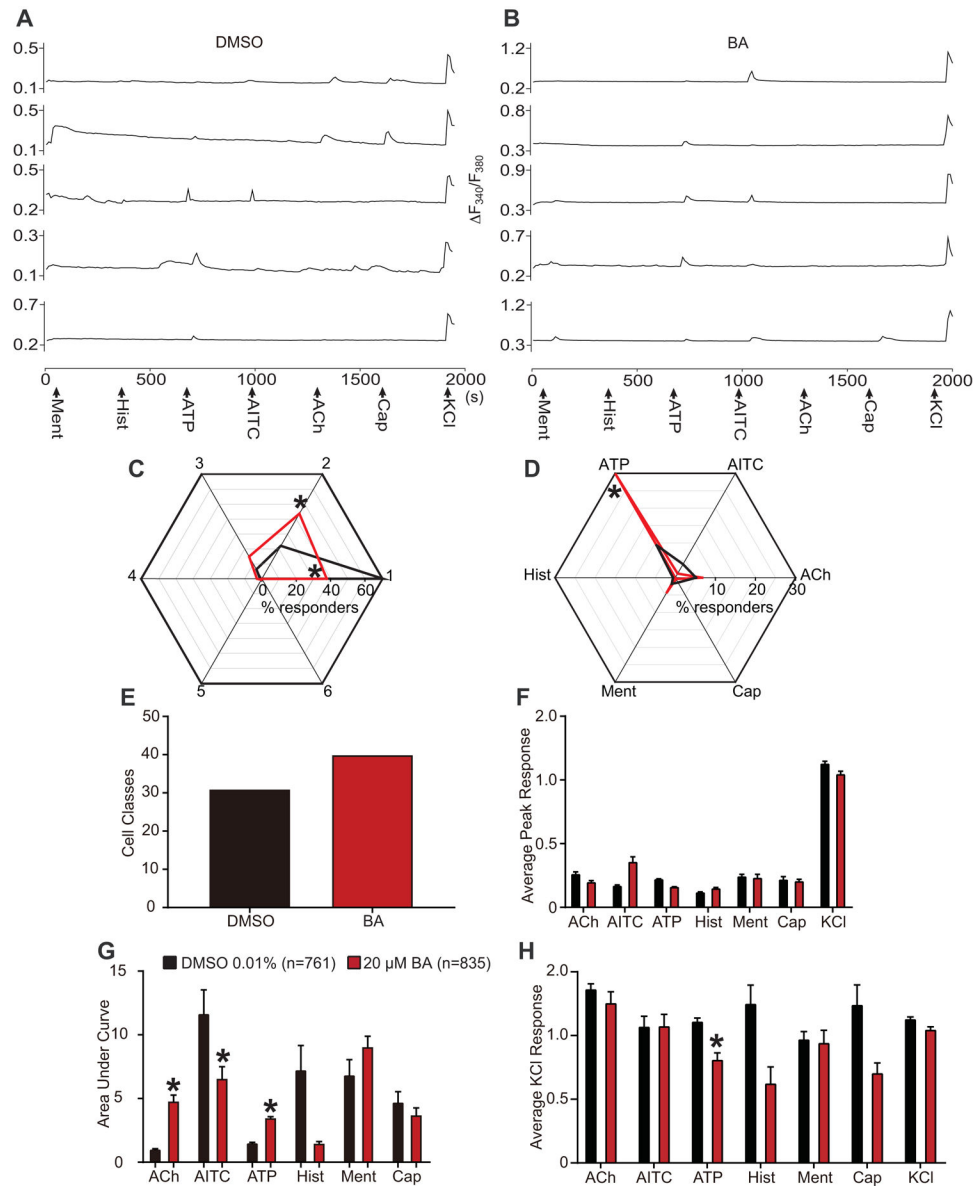 A
DMSO
0.5
0.1
0.5
0.1
0.5
0.2
0.3
0.1
0.7
0.2
0
500
1000
1500
2000
(s)
Ment
Hist
ATP
AITC
ACh
Cap
KCl
B
BA
ΔF340/F380
1.2
0.2
0.8
0.3
0.9
0.3
0.7
0.2
1.2
0.3
0
500
1000
1500
2000
Ment
Hist
ATP
AITC
ACh
Cap
KCl
C
3
2
*
4
*
1
0 20 40 60
% responders
5
6
D
ATP
AITC
*
Hist
ACh
10 20 30
% responders
Ment
Cap
E
Cell Classes
50
40
30
20
10
0
DMSO
BA
F
Average Peak Response
2.0
1.0
0.5
0
ACh AITC ATP Hist Ment Cap KCl
G
DMSO 0.01% (n=761)
20 µM BA (n=835)
Area Under Curve
15
10
5
0
*
*
*
ACh AITC ATP Hist Ment Cap
H
Average KCl Response
2.0
1.0
0.5
0
*
ACh AITC ATP Hist Ment Cap KCl